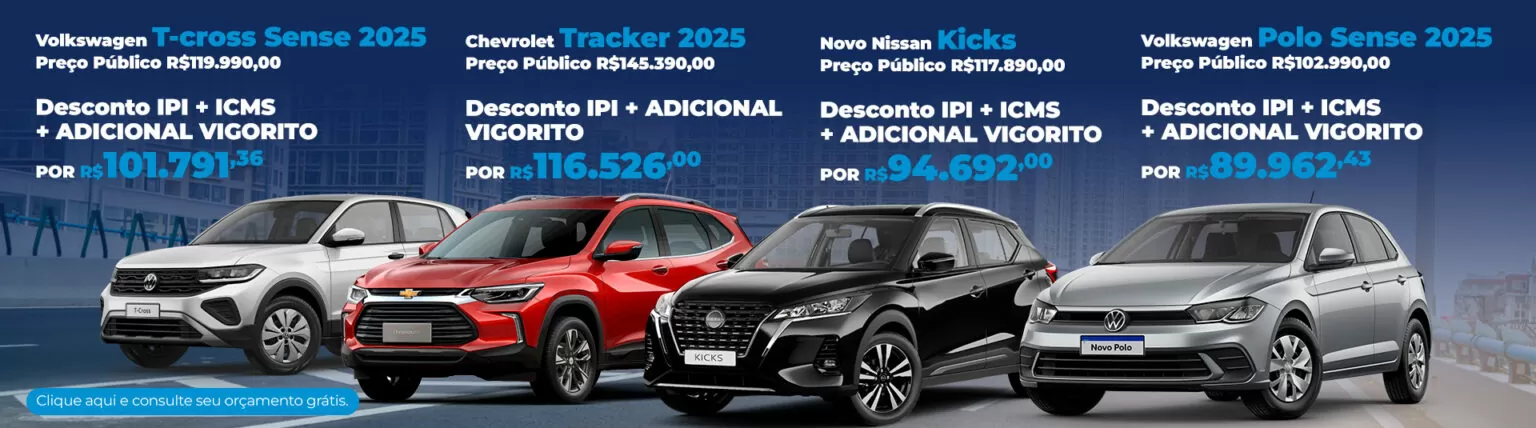 Volkswagen T-cross Sense 2025
Preço Público R$119.990,00
Desconto IPI + ICMS
+ ADICIONAL VIGORITO
POR R$101.791,36
Chevrolet Tracker 2025
Preço Público R$145.390,00
Desconto IPI + ADICIONAL
VIGORITO
POR R$116.526,00
Novo Nissan Kicks
Preço Público R$117.890,00
Desconto IPI + ICMS
+ ADICIONAL VIGORITO
POR R$94.692,00
Volkswagen Polo Sense 2025
Preço Público R$102.990,00
Desconto IPI + ICMS
+ ADICIONAL VIGORITO
POR R$89.962,43
T-Cross
KICKS
Novo Polo
Clique aqui e consulte seu orçamento grátis.